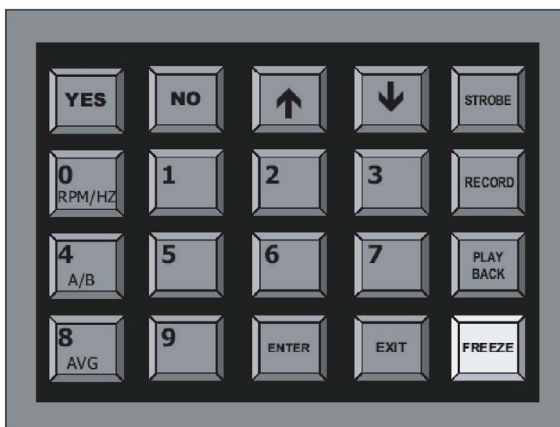 YES NO ↑ ↓ STROBE
0 RPM/HZ 1 2 3 RECORD
4 A/B 5 6 7 PLAY BACK
8 AVG 9 ENTER EXIT FREEZE